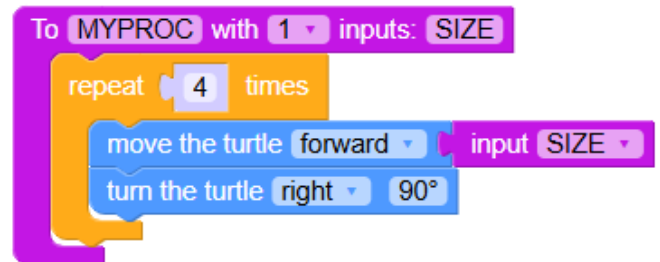 To MYPROC with 1 inputs: SIZE
repeat 4 times
move the turtle forward input SIZE
turn the turtle right 90°